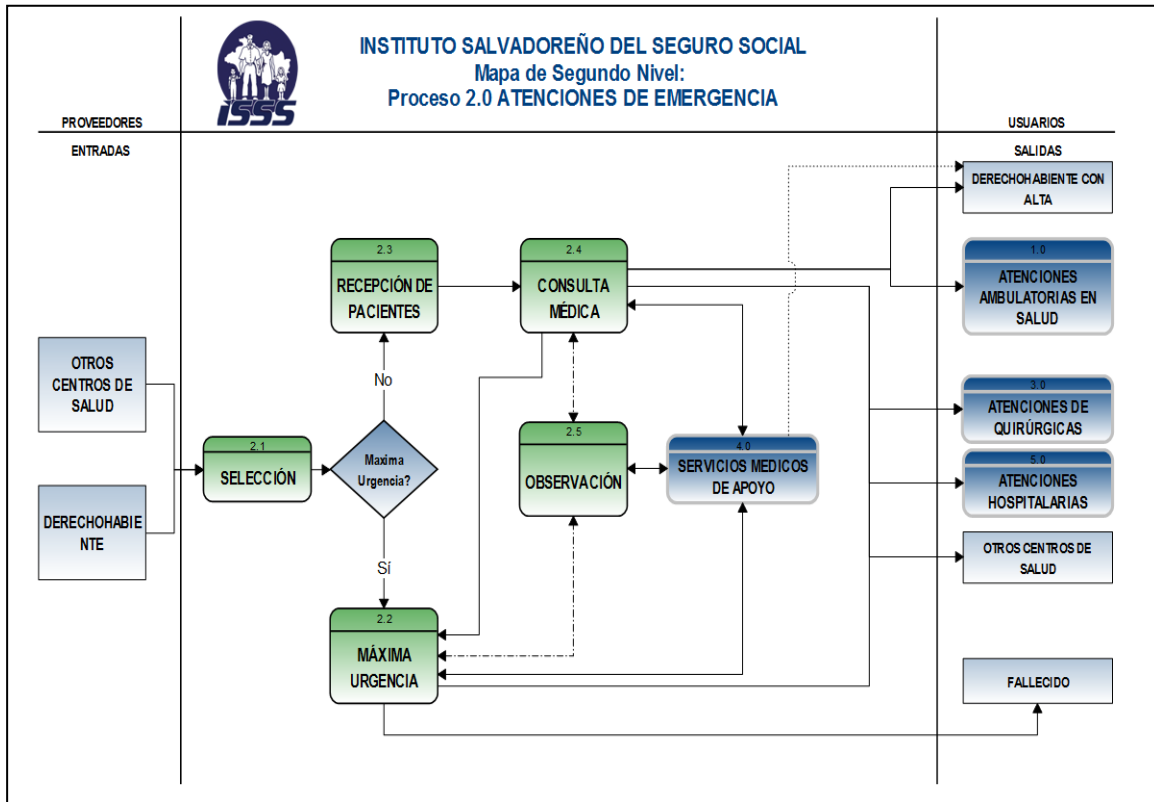 INSTITUTO SALVADOREÑO DEL SEGURO SOCIAL
Mapa de Segundo Nivel:
Proceso 2.0 ATENCIONES DE EMERGENCIA
ISSS
PROVEEDORES
USUARIOS
ENTRADAS
SALIDAS
DERECHOHABIENTE CON
ALTA
2.3
RECEPCIÓN DE
PACIENTES
2.4
CONSULTA
MÉDICA
1.0
ATENCIONES
AMBULATORIAS EN
SALUD
OTROS
CENTROS DE
SALUD
No
3.0
ATENCIONES DE
QUIRÚRGICAS
2.1
SELECCIÓN
Maxima
Urgencia?
2.5
OBSERVACIÓN
4.0
SERVICIOS MEDICOS
DE APOYO
5.0
ATENCIONES
HOSPITALARIAS
DERECHOHABIE
NTE
OTROS CENTROS DE
SALUD
Sí
2.2
MÁXIMA
URGENCIA
FALLECIDO